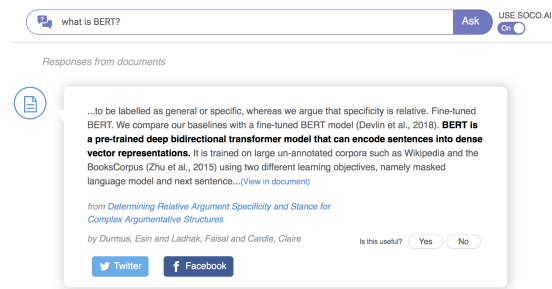 what is BERT?
Ask
USE SOCO.AI
On
Responses from documents
...to be labelled as general or specific, whereas we argue that specificity is relative. Fine-tuned
BERT. We compare our baselines with a fine-tuned BERT model (Devlin et al., 2018). BERT is
a pre-trained deep bidirectional transformer model that can encode sentences into dense
vector representations. It is trained on large un-annotated corpora such as Wikipedia and the
BooksCorpus (Zhu et al., 2015) using two different learning objectives, namely masked
language model and next sentence...(View in document)
from Determining Relative Argument Specificity and Stance for
Complex Argumentative Structures
by Durmus, Esin and Ladhak, Faisal and Cardie, Claire
Is this useful? Yes No
Twitter
Facebook